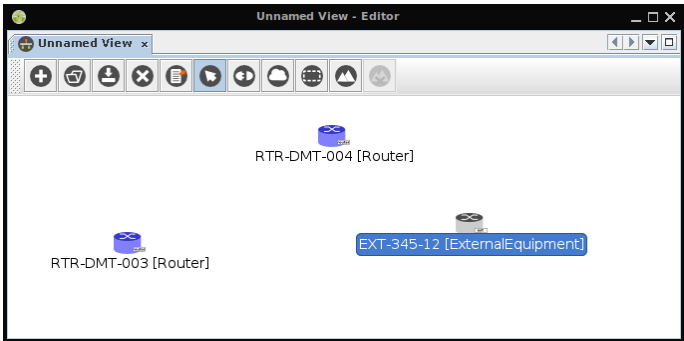 Unnamed View - Editor
Unnamed View x
RTR-DMT-004 [Router]
EXT-345-12 [ExternalEquipment]
RTR-DMT-003 [Router]